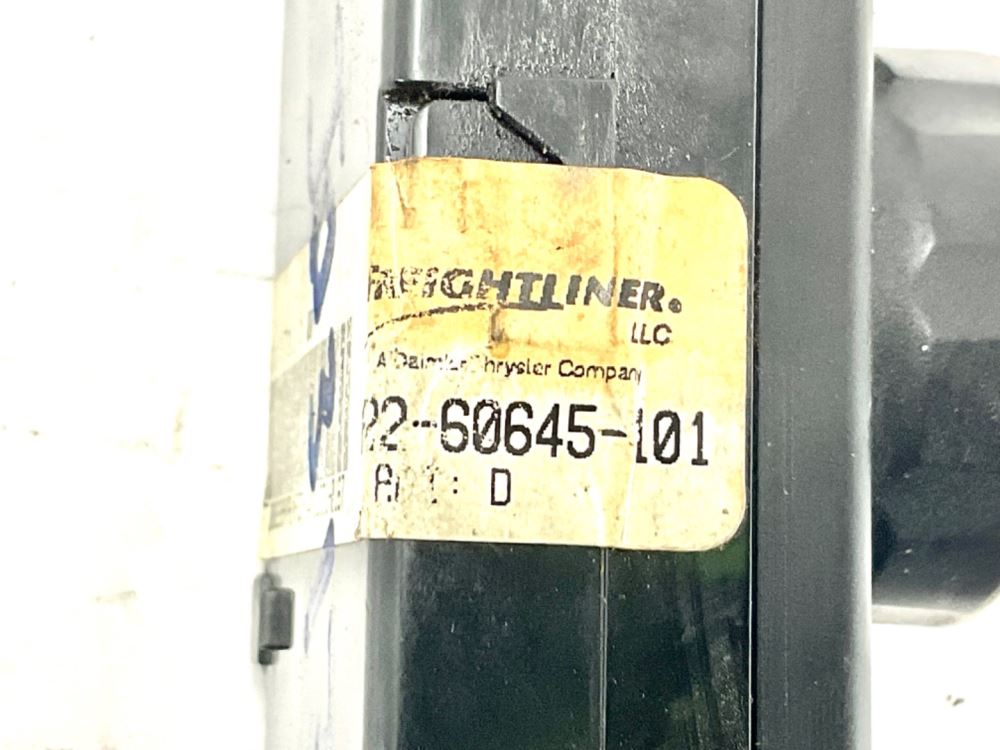 FREIGHTLINER.
LLC
A DaimlerChrysler Company
22-60645-101
D